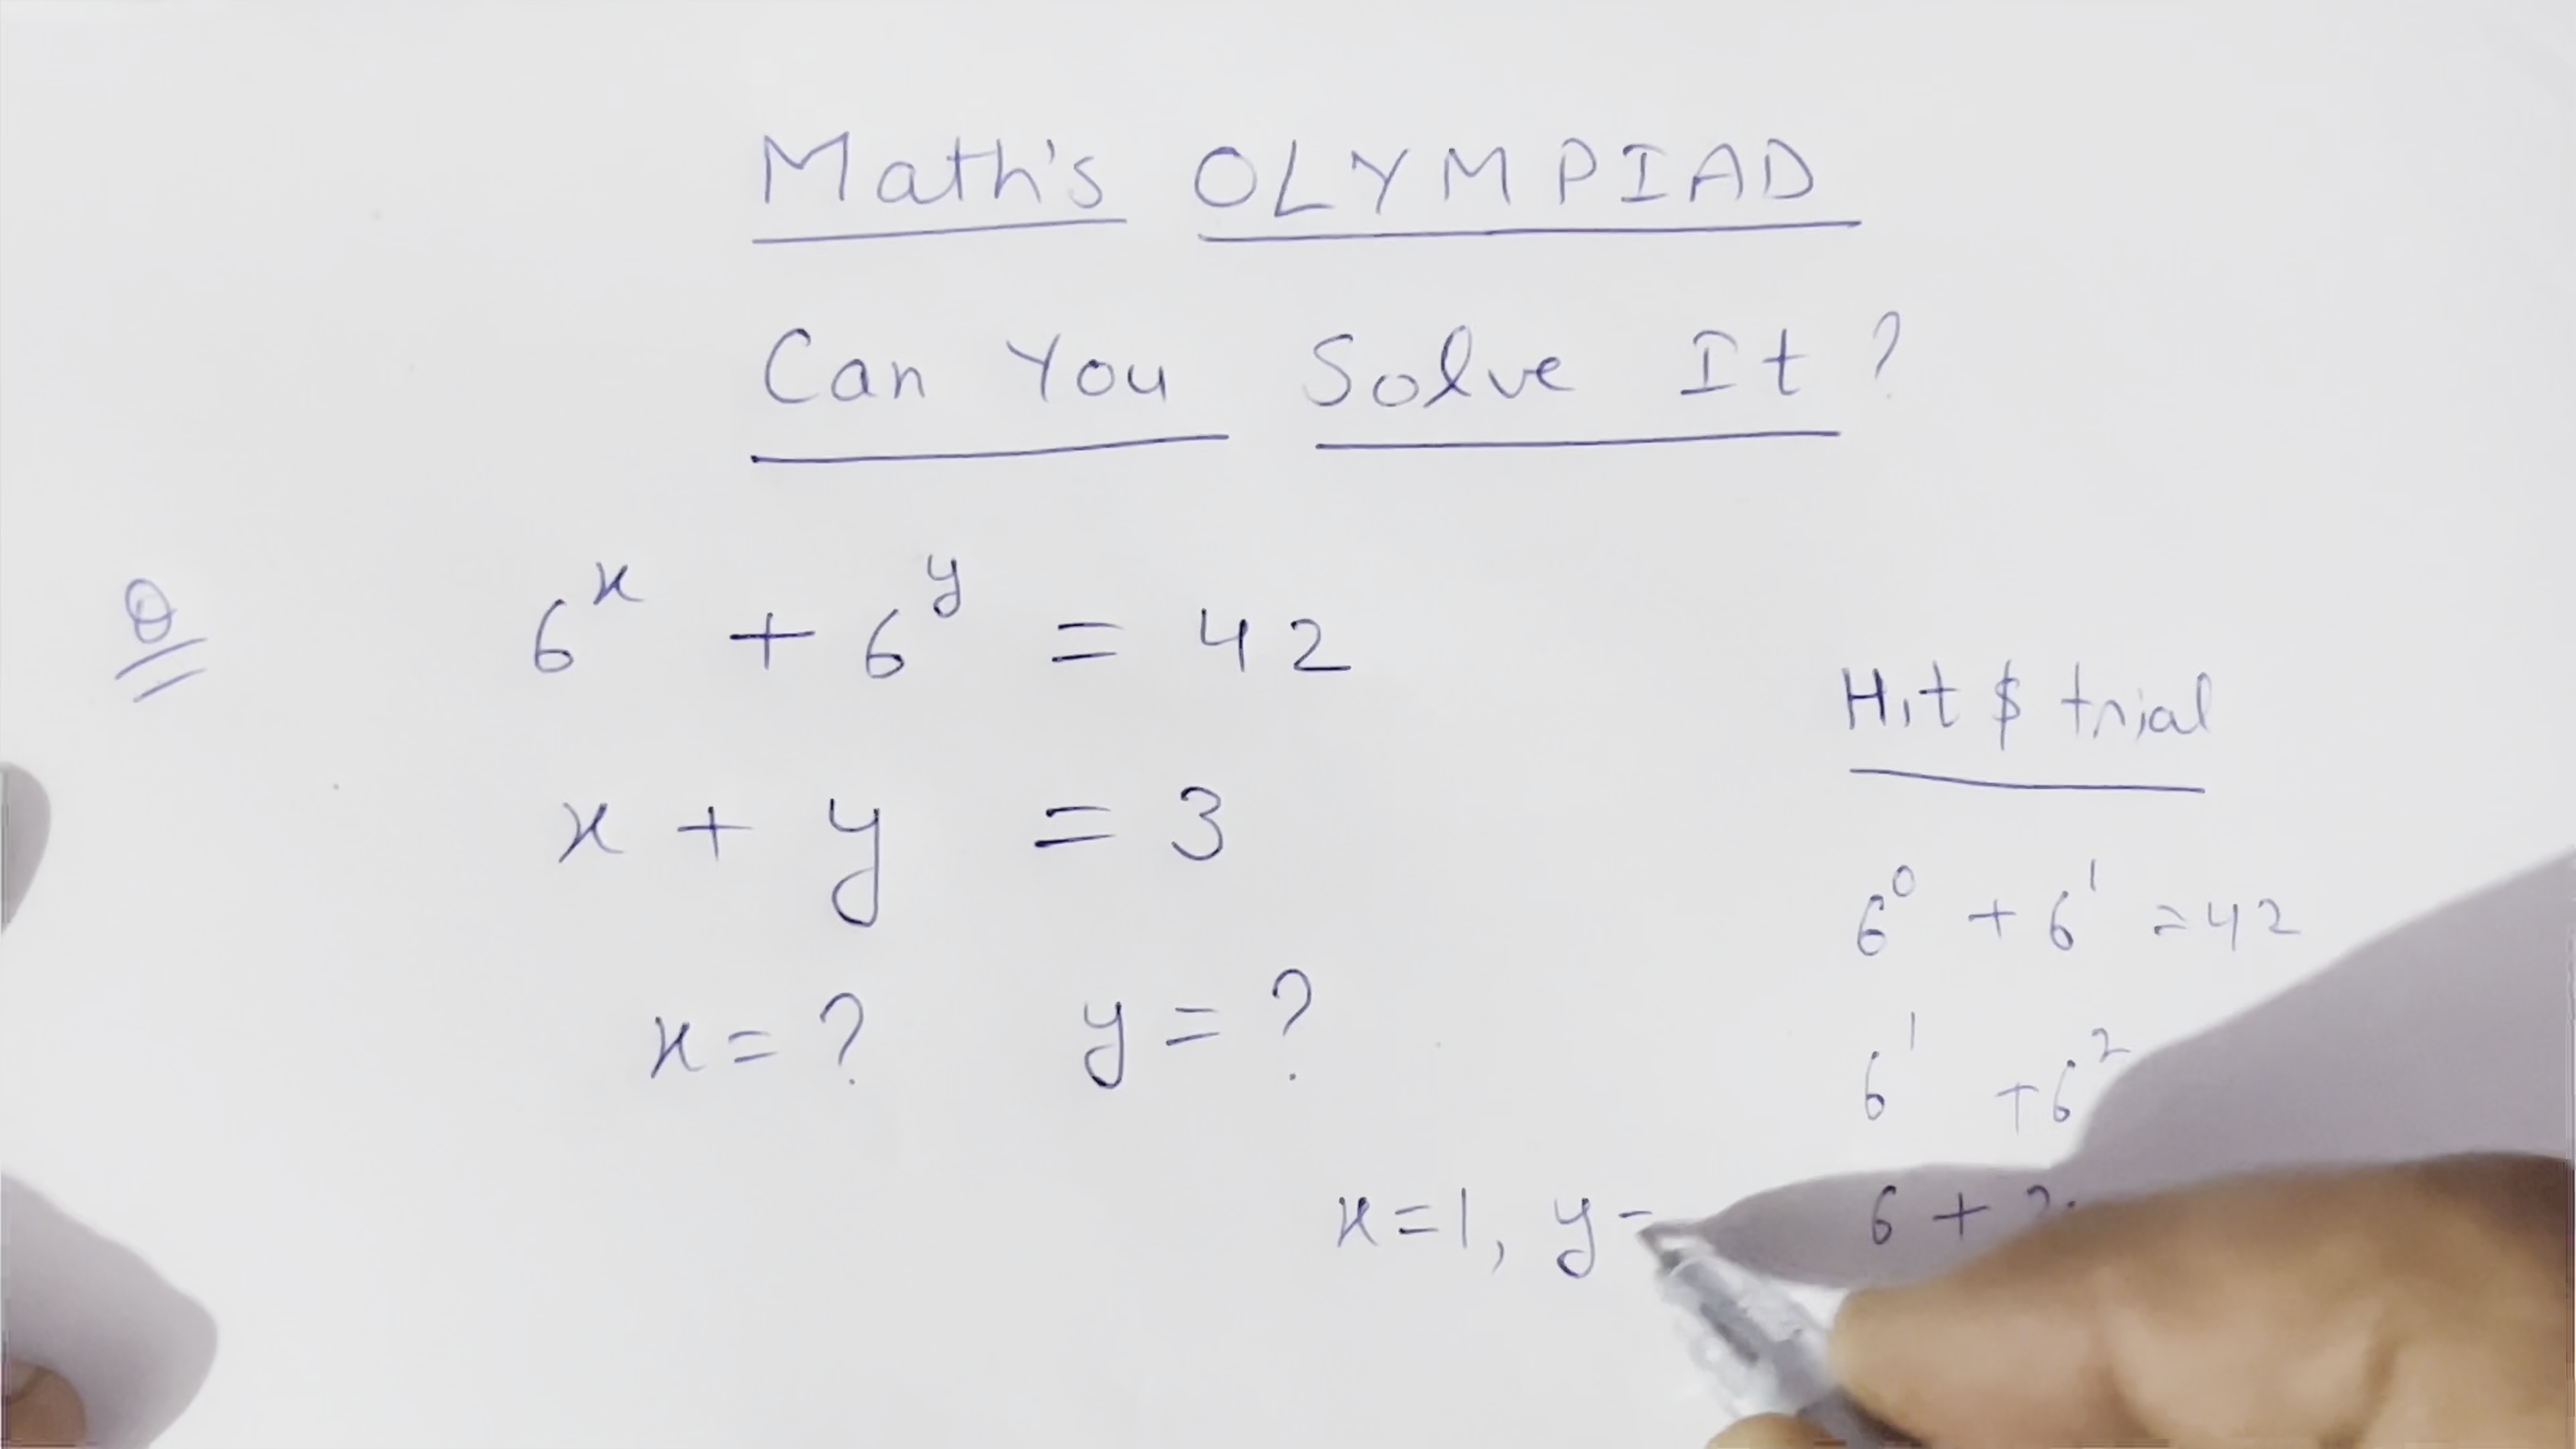 Math's OLYMPIAD
Can You Solve It ?
Q
6^x + 6^y = 42
x + y = 3
x = ? y = ?
Hit $ trial
6^0 + 6^1 = 42
6^1 + 6^2
6 +
x = 1, y